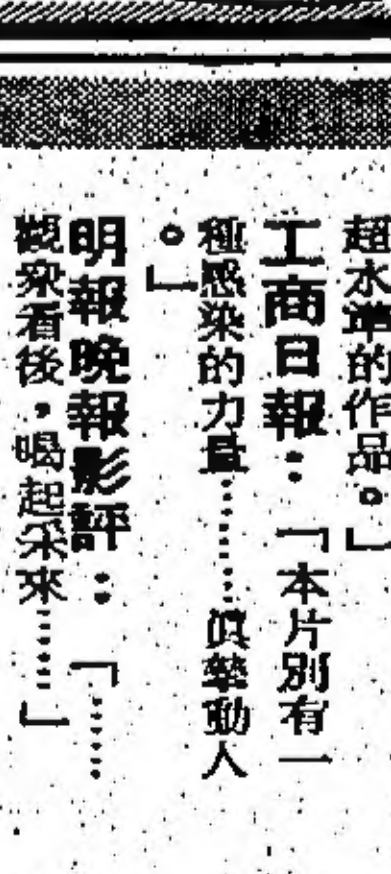 超水準的作品。」
工商日報：「本片別有一
種感染的力量………真摯動人
。」
明報晚報影評：「……
觀衆看後，喝起采來……」